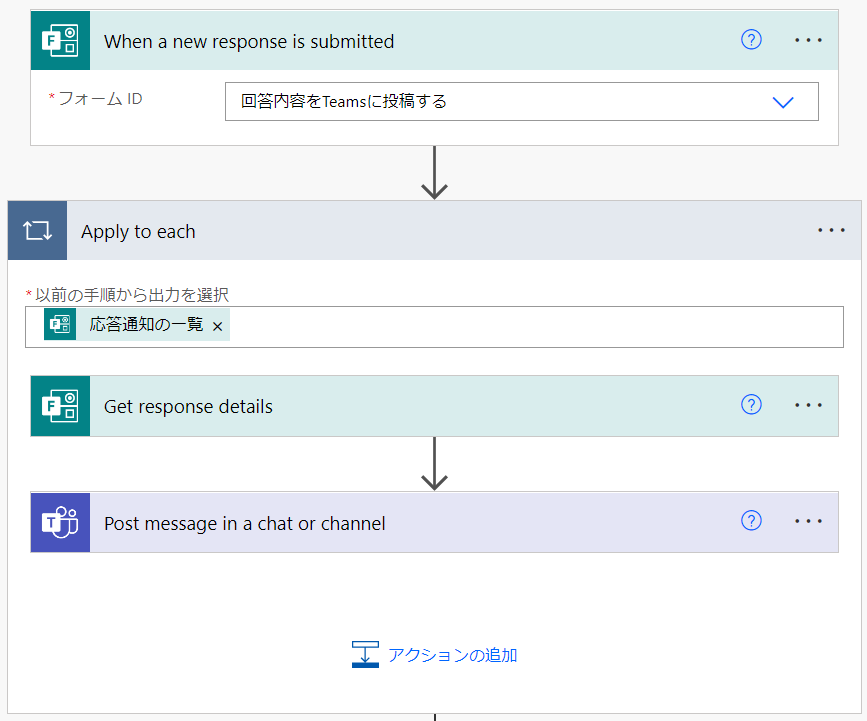 When a new response is submitted
* フォーム ID
回答内容をTeamsに投稿する
Apply to each
* 以前の手順から出力を選択
応答通知の一覧 ×
Get response details
Post message in a chat or channel
アクションの追加